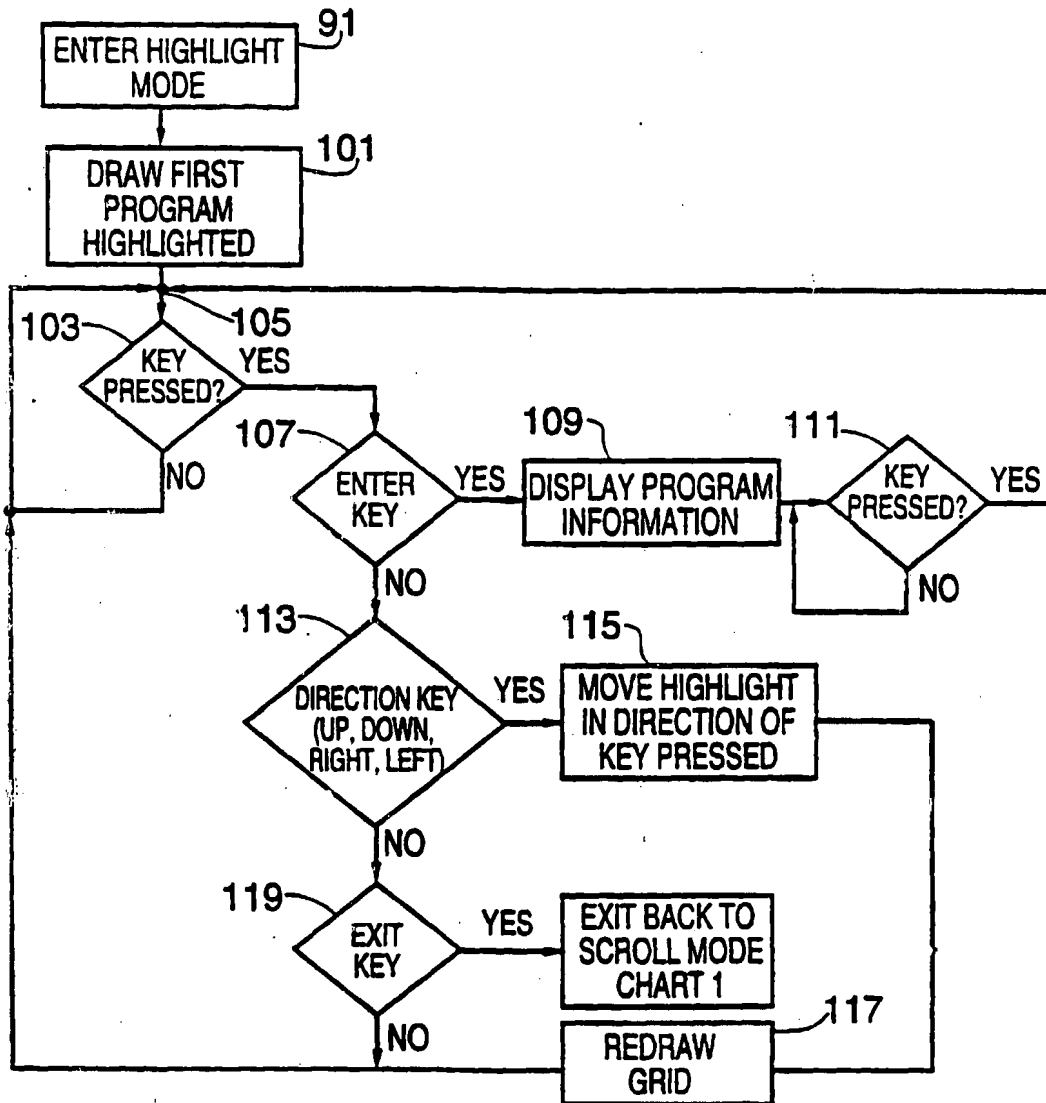 91
ENTER HIGHLIGHT
MODE
101
DRAW FIRST
PROGRAM
HIGHLIGHTED
103
105
KEY
PRESSED?
YES
NO
107
ENTER
KEY
YES
NO
109
DISPLAY PROGRAM
INFORMATION
111
KEY
PRESSED?
YES
NO
113
DIRECTION KEY
(UP, DOWN,
RIGHT, LEFT)
YES
NO
115
MOVE HIGHLIGHT
IN DIRECTION OF
KEY PRESSED
119
EXIT
KEY
YES
NO
EXIT BACK TO
SCROLL MODE
CHART 1
117
REDRAW
GRID